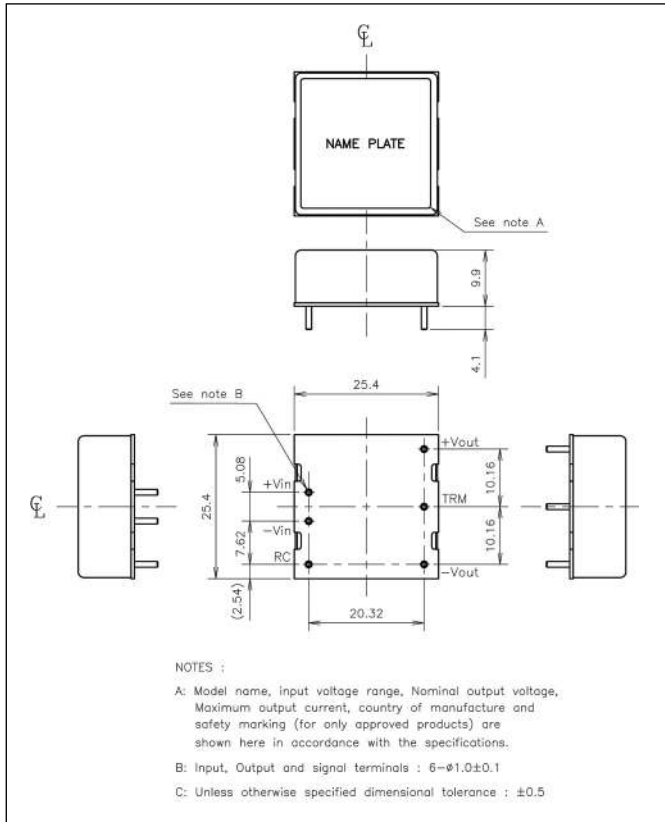 CL
NAME PLATE
See note A
9.9
4.1
25.4
See note B
+Vout
5.08
+Vin
10.16
CL
25.4
TRM
7.62
-Vin
10.16
RC
-Vout
(2.54)
20.32
NOTES :
A: Model name, input voltage range, Nominal output voltage,
Maximum output current, country of manufacture and
safety marking (for only approved products) are
shown here in accordance with the specifications.
B: Input, Output and signal terminals : 6-ø1.0±0.1
C: Unless otherwise specified dimensional tolerance : ±0.5